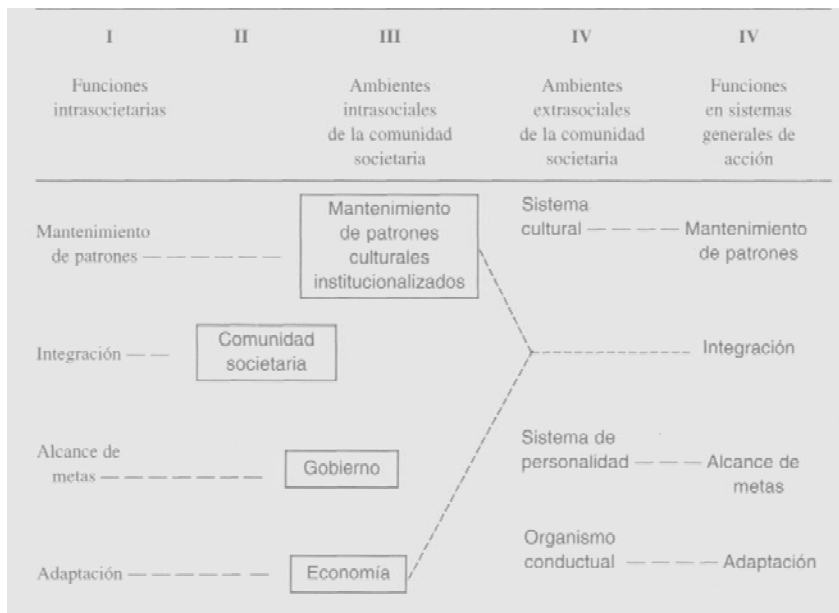 I II III IV IV
Funciones
intrasocietarias
Ambientes
intrasociales
de la comunidad
societaria
Ambientes
extrasociales
de la comunidad
societaria
Funciones
en sistemas
generales de
acción
Mantenimiento
de patrones
Mantenimiento
de patrones
culturales
institucionalizados
Sistema
cultural
Mantenimiento
de patrones
Integración
Comunidad
societaria
Integración
Alcance de
metas
Gobierno
Sistema de
personalidad
Alcance de
metas
Adaptación
Economía
Organismo
conductual
Adaptación